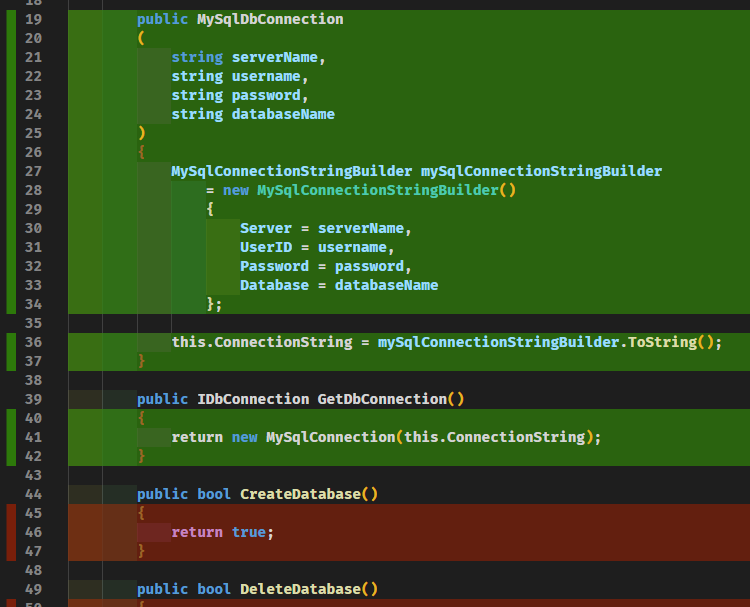 18
19 public MySqlDbConnection
20 (
21 string serverName,
22 string username,
23 string password,
24 string databaseName
25 )
26 {
27 MySqlConnectionStringBuilder mySqlConnectionStringBuilder
28 = new MySqlConnectionStringBuilder()
29 {
30 Server = serverName,
31 UserID = username,
32 Password = password,
33 Database = databaseName
34 };
35
36 this.ConnectionString = mySqlConnectionStringBuilder.ToString();
37 }
38
39 public IDbConnection GetDbConnection()
40 {
41 return new MySqlConnection(this.ConnectionString);
42 }
43
44 public bool CreateDatabase()
45 {
46 return true;
47 }
48
49 public bool DeleteDatabase()
50 {